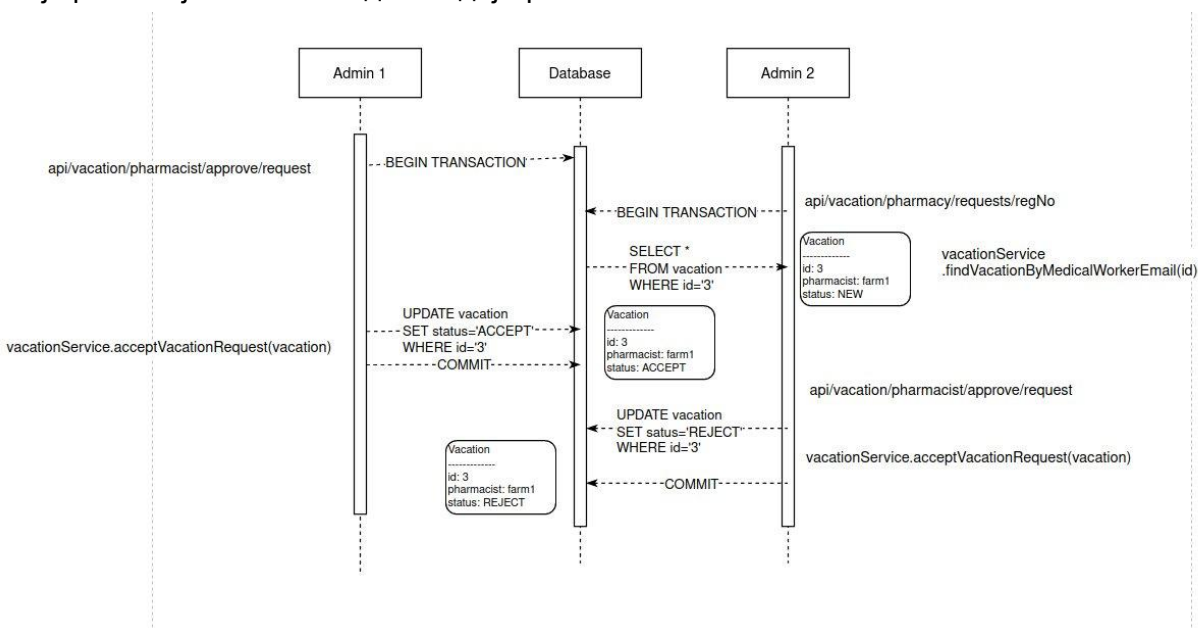 Admin 1
Database
Admin 2
api/vacation/pharmacist/approve/request
BEGIN TRANSACTION
api/vacation/pharmacy/requests/regNo
BEGIN TRANSACTION
SELECT *
FROM vacation
WHERE id='3'
Vacation
-------------
id: 3
pharmacist: farm1
status: NEW
vacationService
.findVacationByMedicalWorkerEmail(id)
UPDATE vacation
SET status='ACCEPT'
WHERE id='3'
COMMIT
vacationService.acceptVacationRequest(vacation)
Vacation
-------------
id: 3
pharmacist: farm1
status: ACCEPT
api/vacation/pharmacist/approve/request
UPDATE vacation
SET satus='REJECT'
WHERE id='3'
vacationService.acceptVacationRequest(vacation)
COMMIT
Vacation
-------------
id: 3
pharmacist: farm1
status: REJECT